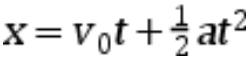 x = v₀t + ½at²